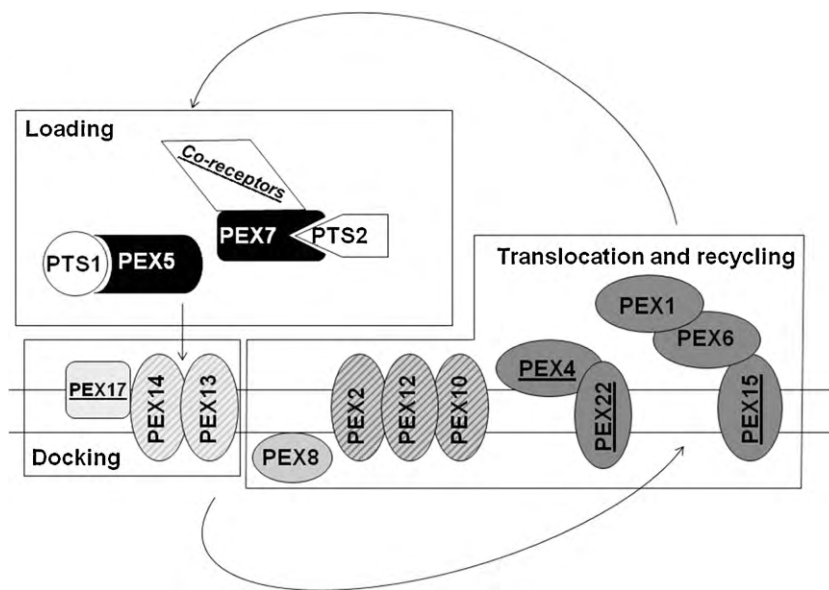 Loading
Co-receptors
PEX7
PTS2
PTS1
PEX5
Translocation and recycling
PEX1
PEX6
PEX4
PEX22
PEX15
PEX17
PEX14
PEX13
PEX2
PEX12
PEX10
Docking
PEX8